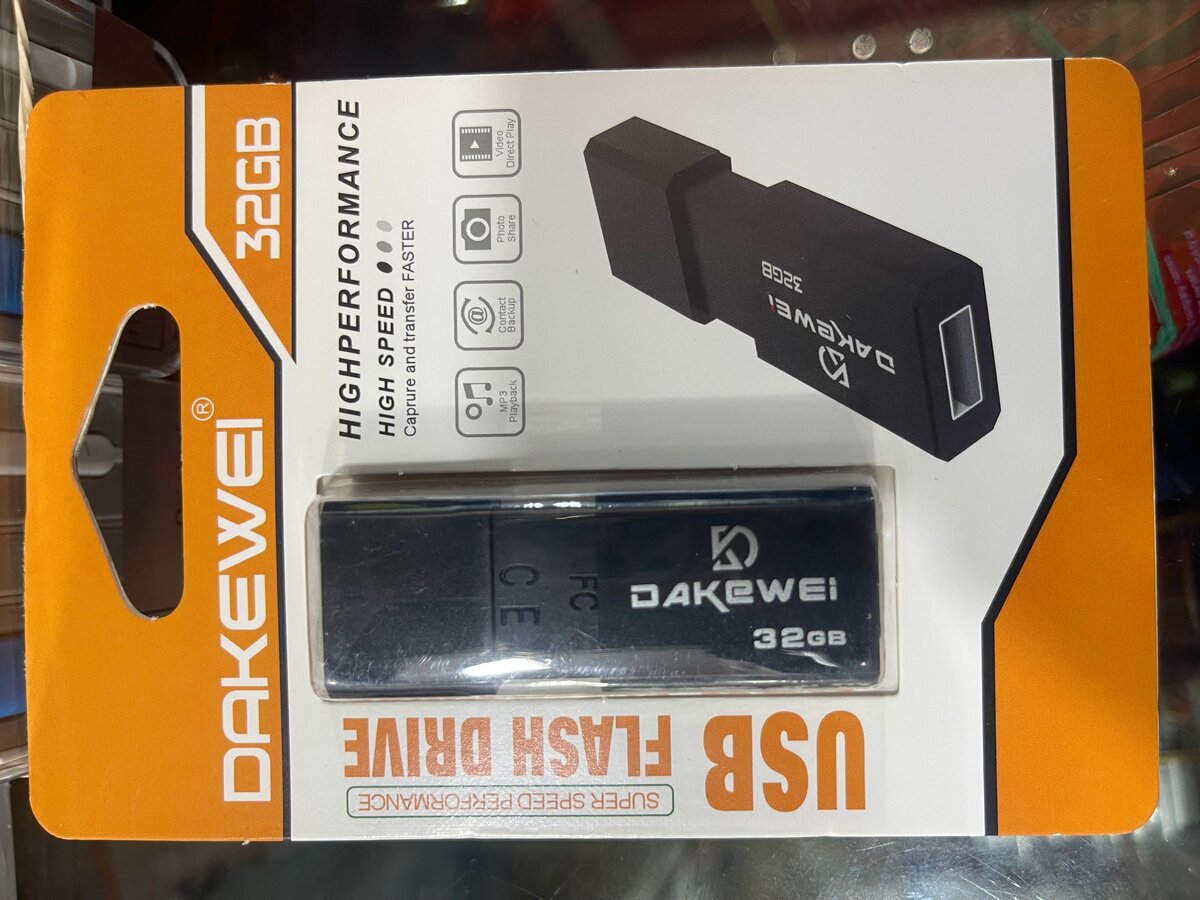 DAKEWEI®
32GB
HIGHPERFORMANCE
HIGH SPEED
Caprure and transfer FASTER
MP3
Playback
Contact
Backup
Photo
Share
Video
Direct Play
DAKEWEI
32GB
CE
FC
DAKEWEI
32GB
USB
FLASH DRIVE
SUPER SPEED PERFORMANCE